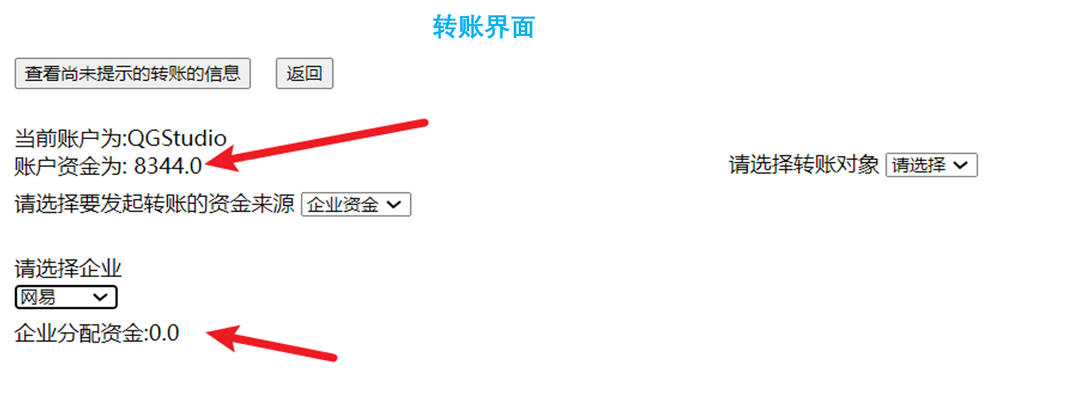 转账界面
查看尚未提示的转账的信息 返回
当前账户为:QGStudio
账户资金为: 8344.0
请选择转账对象 请选择
请选择要发起转账的资金来源 企业资金
请选择企业
网易
企业分配资金:0.0